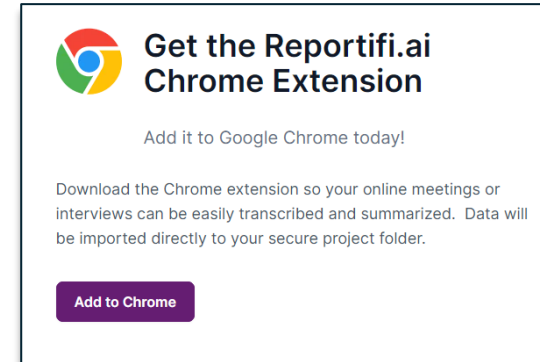 Get the Reportifi.ai
Chrome Extension
Add it to Google Chrome today!
Download the Chrome extension so your online meetings or
interviews can be easily transcribed and summarized.  Data will
be imported directly to your secure project folder.
Add to Chrome